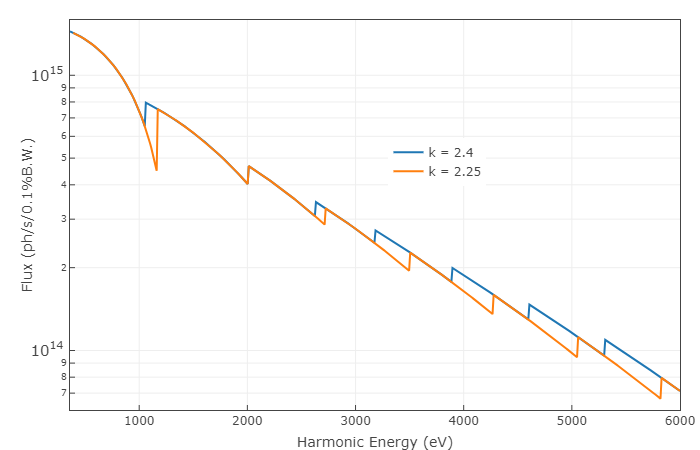 10^15
9
8
7
6
5
4
3
2
10^14
9
8
7
Flux (ph/s/0.1%B.W.)
k = 2.4
k = 2.25
1000 2000 3000 4000 5000 6000
Harmonic Energy (eV)